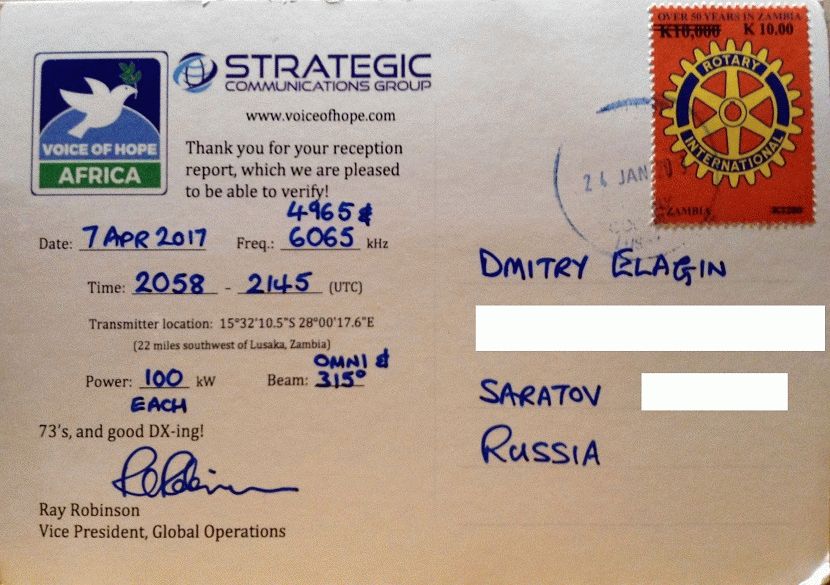 VOICE OF HOPE
AFRICA
STRATEGIC
COMMUNICATIONS GROUP
www.voiceofhope.com
Thank you for your reception
report, which we are pleased
to be able to verify!
4965 &
Date: 7 APR 2017 Freq.: 6065 kHz
Time: 2058 - 2145 (UTC)
Transmitter location: 15°32'10.5"S 28°00'17.6"E
(22 miles southwest of Lusaka, Zambia)
OMNI &
Power: 100 kW Beam: 315°
EACH
73's, and good DX-ing!
Ray Robinson
Vice President, Global Operations
OVER 50 YEARS IN ZAMBIA
K10,000 K 10.00
ROTARY
INTERNATIONAL
ZAMBIA
24 JAN
DMITRY ELAGIN
SARATOV
RUSSIA